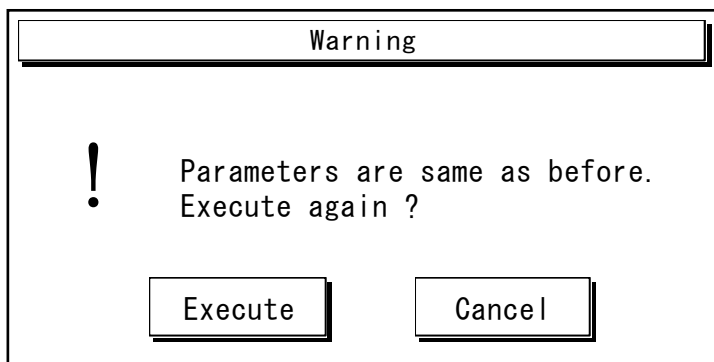 Warning
!
Parameters are same as before.
Execute again ?
Execute
Cancel